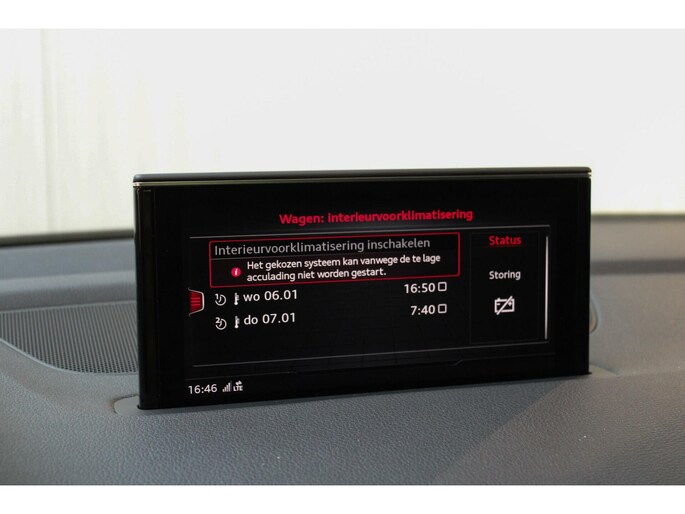 Wagen: interieurvoorklimatisering
Interieurvoorklimatisering inschakelen
Het gekozen systeem kan vanwege de te lage
acculading niet worden gestart.
wo 06.01 16:50
do 07.01 7:40
Status
Storing
16:46 LTE